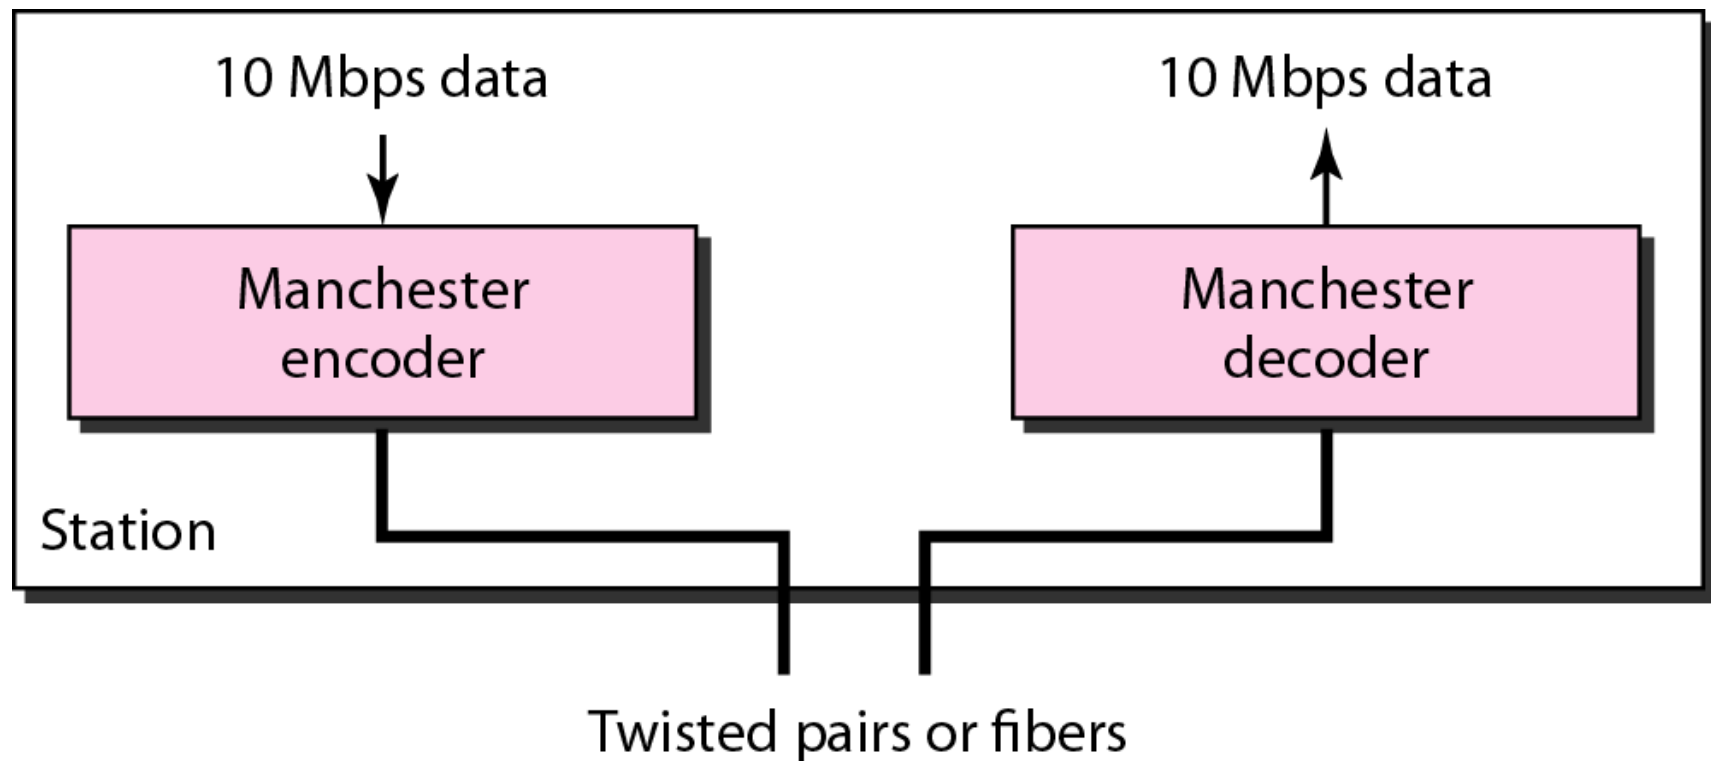 10 Mbps data
10 Mbps data
Manchester
encoder
Manchester
decoder
Station
Twisted pairs or fibers